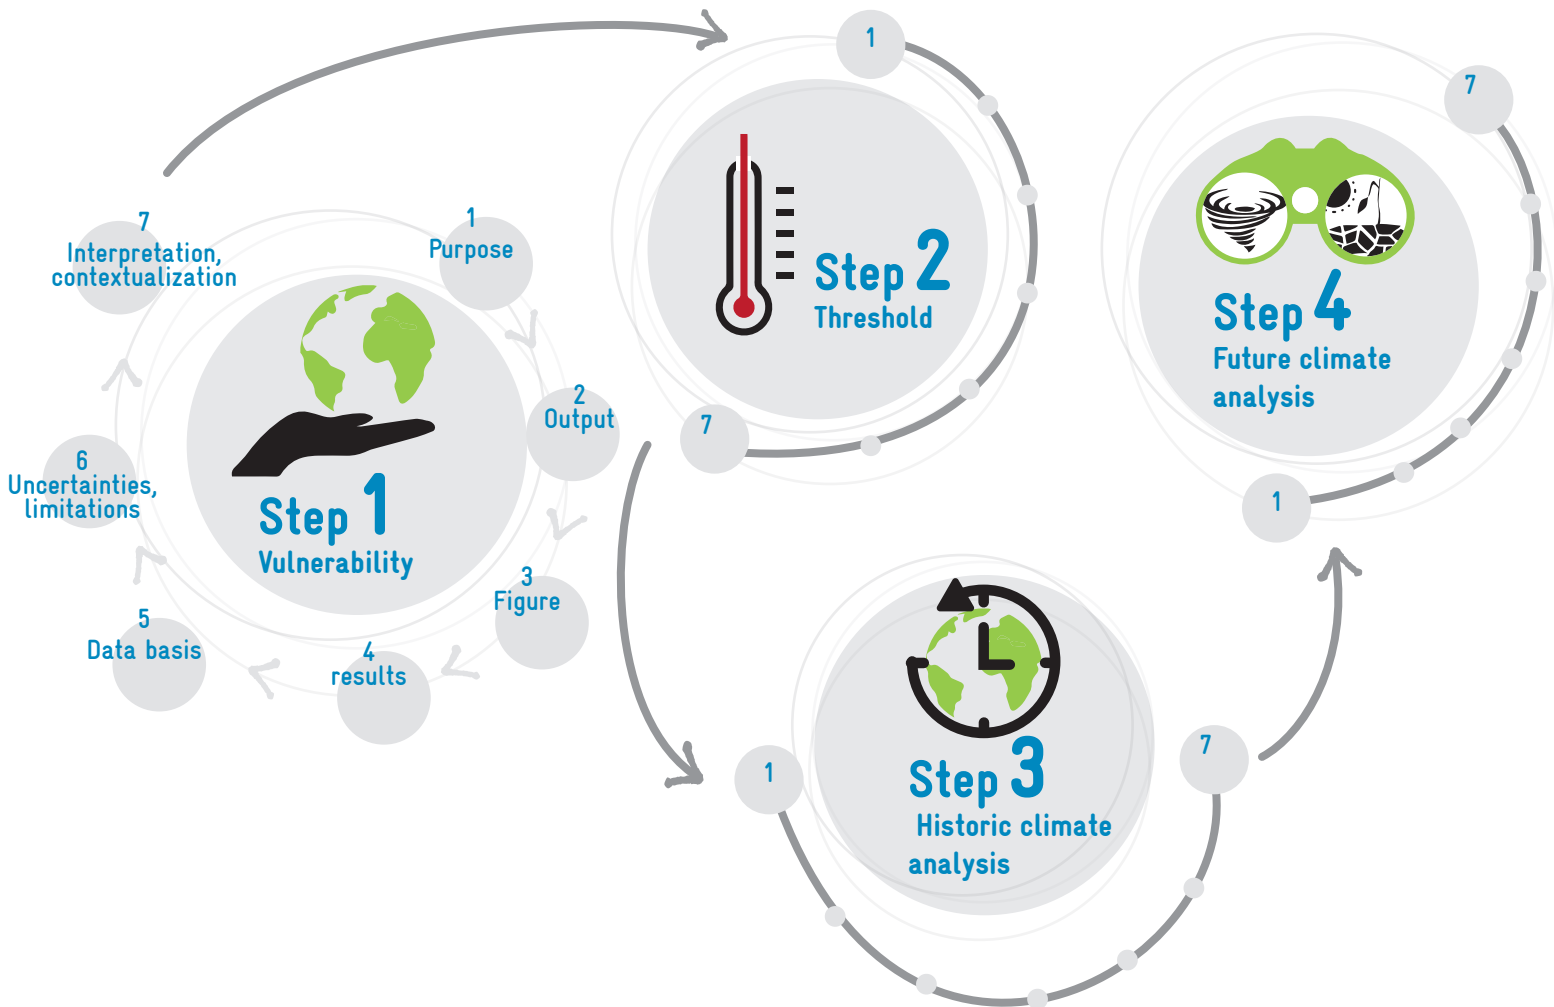 1
Purpose
2
Output
3
Figure
4
results
5
Data basis
6
Uncertainties,
limitations
7
Interpretation,
contextualization
Step 1
Vulnerability
1
7
Step 2
Threshold
1
7
Step 3
Historic climate
analysis
1
7
Step 4
Future climate
analysis